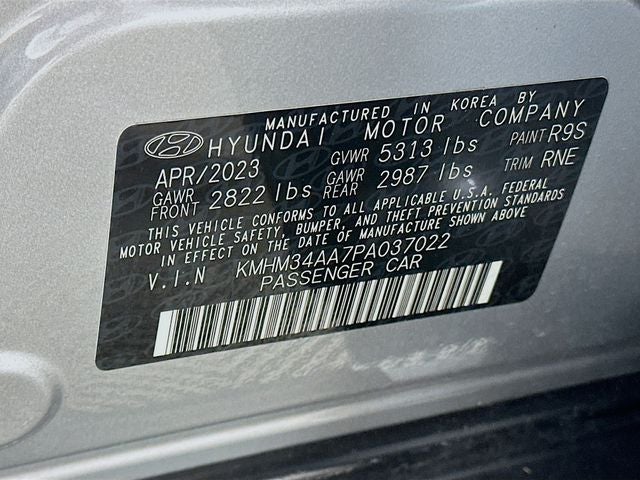 MANUFACTURED IN KOREA BY
HYUNDAI MOTOR COMPANY
APR/2023 GVWR 5313 lbs PAINT R9S
GAWR FRONT 2822 lbs GAWR REAR 2987 lbs TRIM RNE
THIS VEHICLE CONFORMS TO ALL APPLICABLE U.S.A. FEDERAL
MOTOR VEHICLE SAFETY, BUMPER, AND THEFT PREVENTION STANDARDS
IN EFFECT ON THE DATE OF MANUFACTURE SHOWN ABOVE
V.I.N KMHM34AA7PA037022
PASSENGER CAR